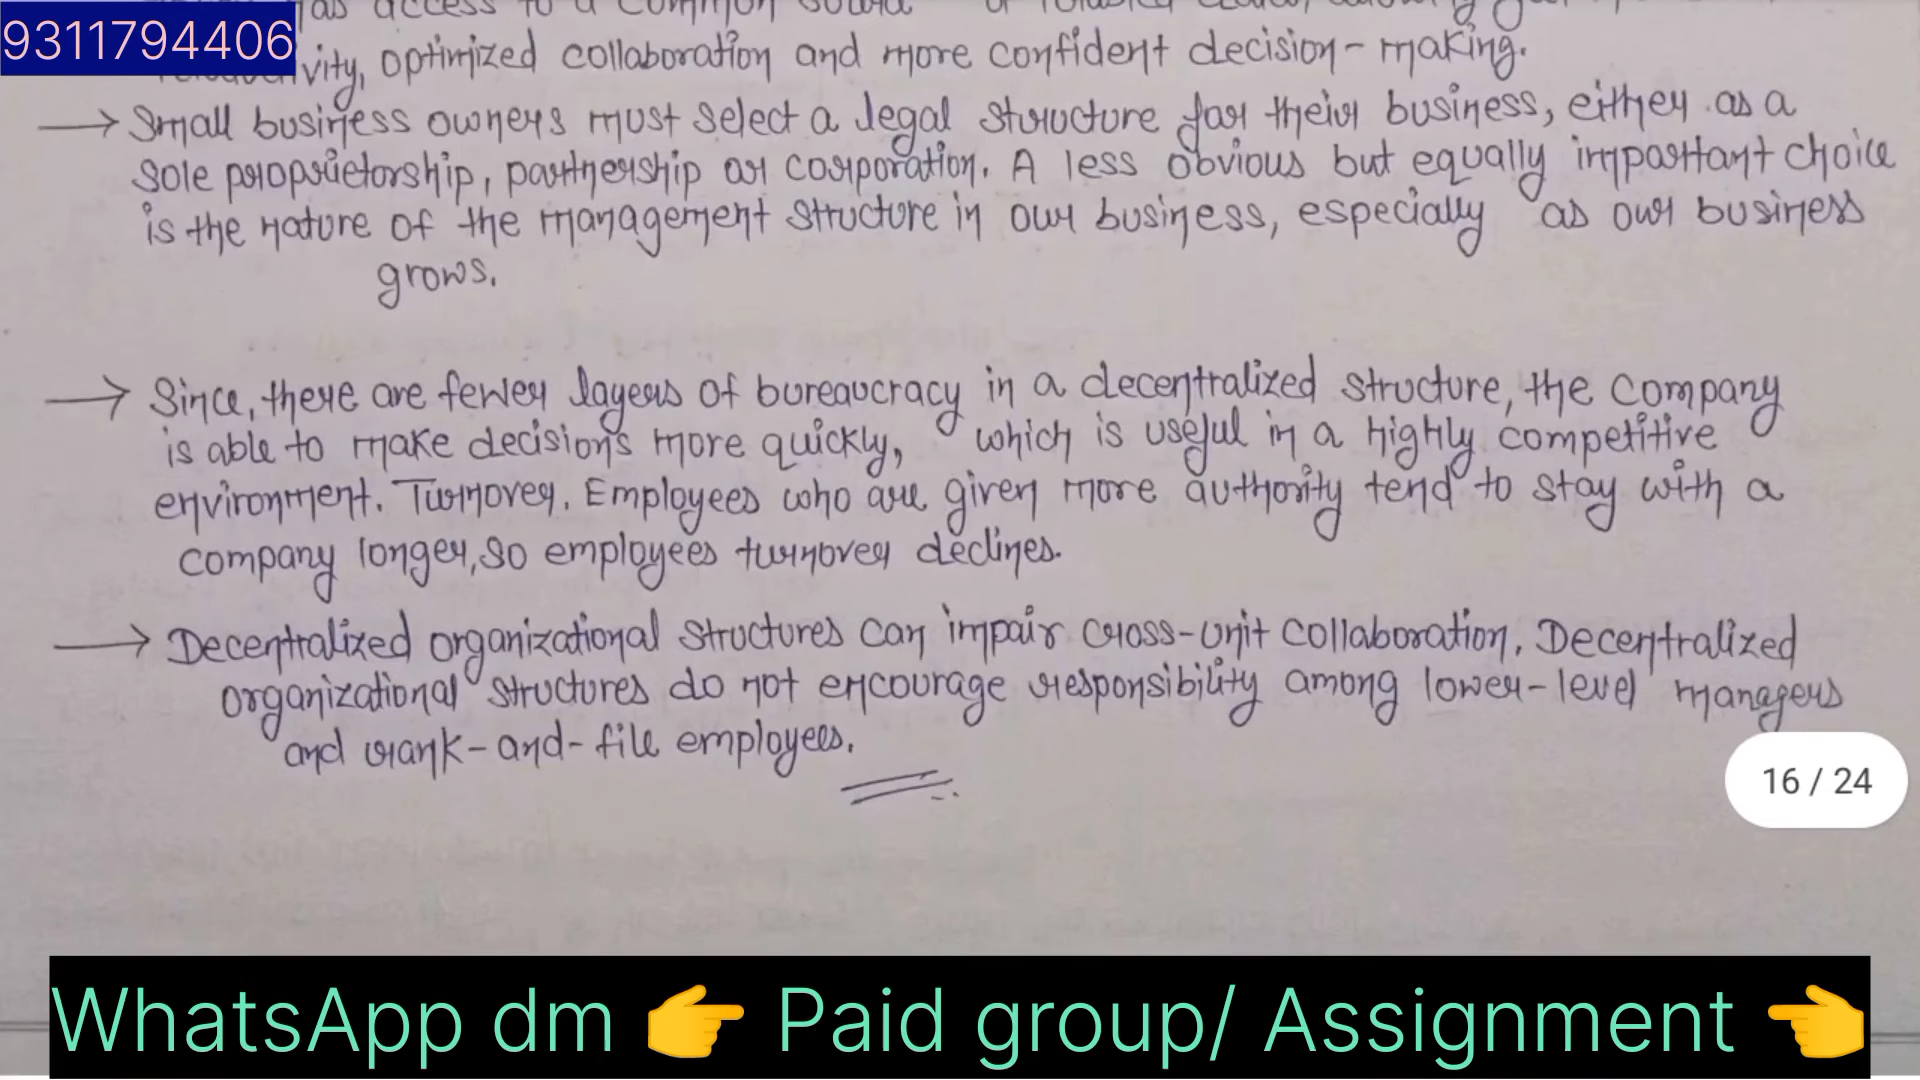 has access to a common
9311794406
vity, optimized collaboration and more confident decision-making.
→ Small business owners must select a legal structure for their business, either as a
sole proprietorship, partnership or corporation. A less obvious but equally important choice
is the nature of the management structure in our business, especially as our business
grows.
→ Since, there are fewer layers of bureaucracy in a decentralized structure, the company
is able to make decisions more quickly, which is useful in a highly competitive
environment. Turnover. Employees who are given more authority tend to stay with a
company longer, so employees turnover declines.
→ Decentralized organizational structures can impair cross-unit collaboration. Decentralized
organizational structures do not encourage responsibility among lower-level managers
and rank-and-file employees.
16 / 24
WhatsApp dm 👉 Paid group/ Assignment 👈